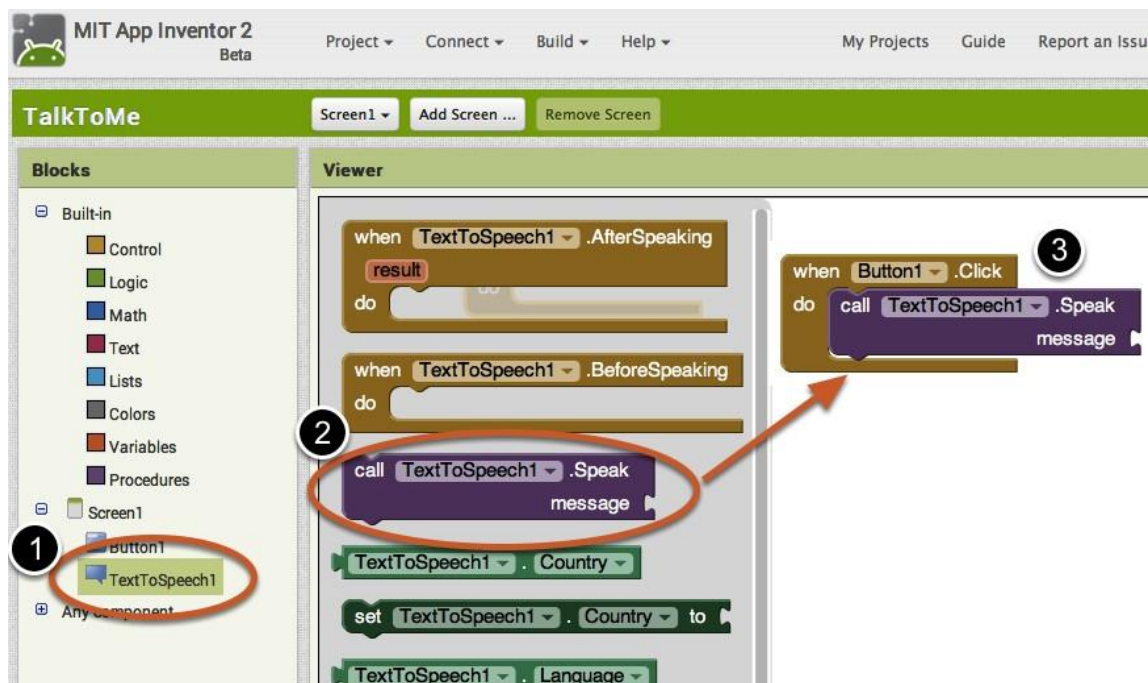 MIT App Inventor 2
Beta
Project Connect Build Help My Projects Guide Report an Issu
TalkToMe Screen1 Add Screen ... Remove Screen
Blocks
Viewer
Built-in
Control
Logic
Math
Text
Lists
Colors
Variables
Procedures
Screen1
1
Button1
TextToSpeech1
Any component
when TextToSpeech1 .AfterSpeaking
result
do
do
when TextToSpeech1 .BeforeSpeaking
do
2
call TextToSpeech1 .Speak
message
TextToSpeech1 . Country
set TextToSpeech1 . Country to
TextToSpeech1 . Language
3
when Button1 .Click
do call TextToSpeech1 .Speak
message